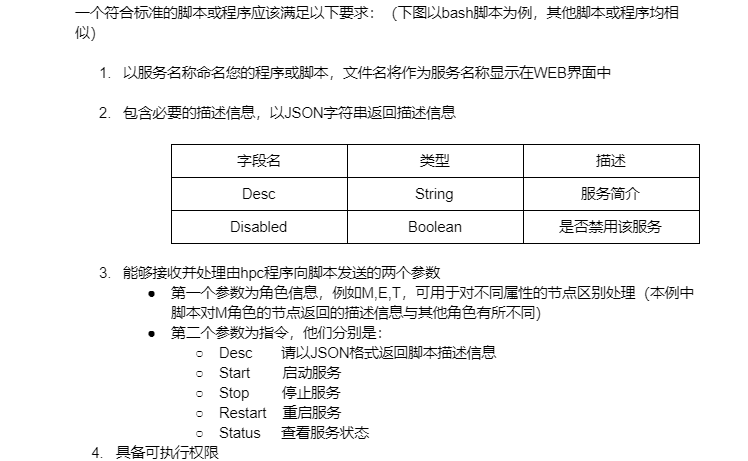 一个符合标准的脚本或程序应该满足以下要求：（下图以bash脚本为例，其他脚本或程序均相
似）
1. 以服务名称命名您的程序或脚本，文件名将作为服务名称显示在WEB界面中
2. 包含必要的描述信息，以JSON字符串返回描述信息
字段名 类型 描述
Desc String 服务简介
Disabled Boolean 是否禁用该服务
3. 能够接收并处理由hpc程序向脚本发送的两个参数
● 第一个参数为角色信息，例如M,E,T，可用于对不同属性的节点区别处理（本例中
脚本对M角色的节点返回的描述信息与其他角色有所不同）
● 第二个参数为指令，他们分别是：
○ Desc 请以JSON格式返回脚本描述信息
○ Start 启动服务
○ Stop 停止服务
○ Restart 重启服务
○ Status 查看服务状态
4. 具备可执行权限